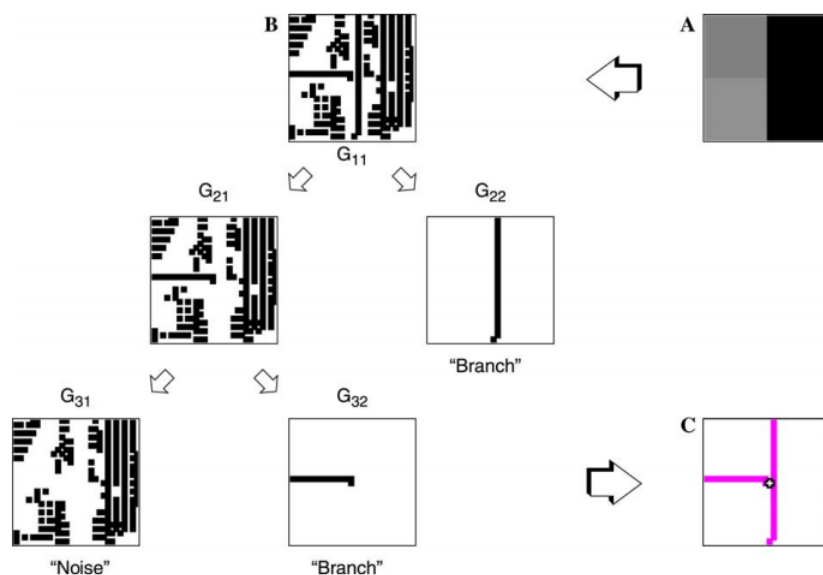 B
A
G11
G21
G22
"Branch"
G31
G32
C
"Noise"
"Branch"